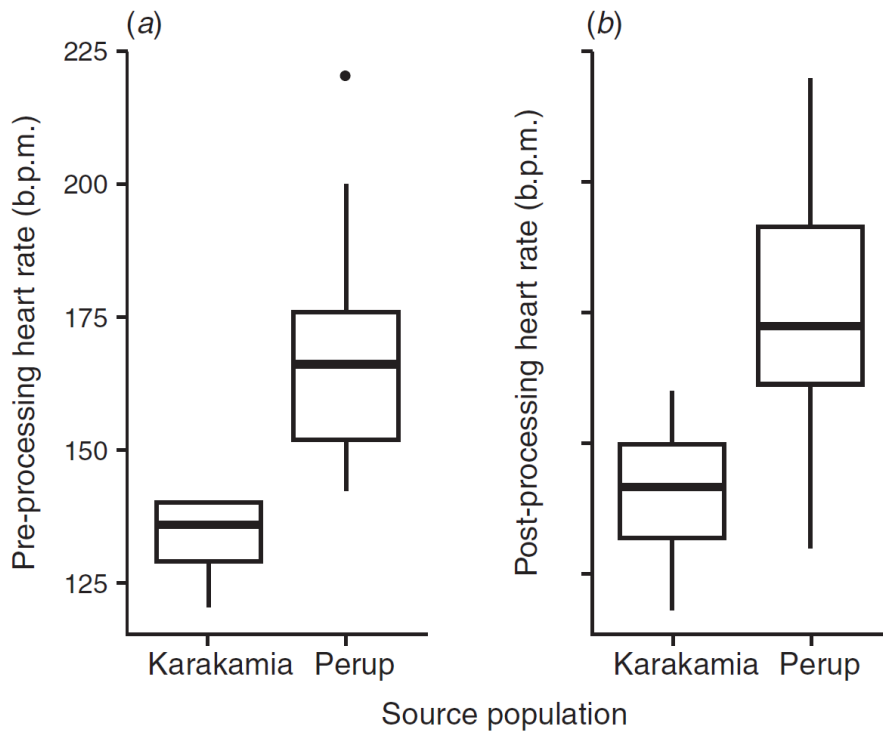 (a)
Pre-processing heart rate (b.p.m.)
225
200
175
150
125
Karakamia Perup
(b)
Post-processing heart rate (b.p.m.)
Karakamia Perup
Source population